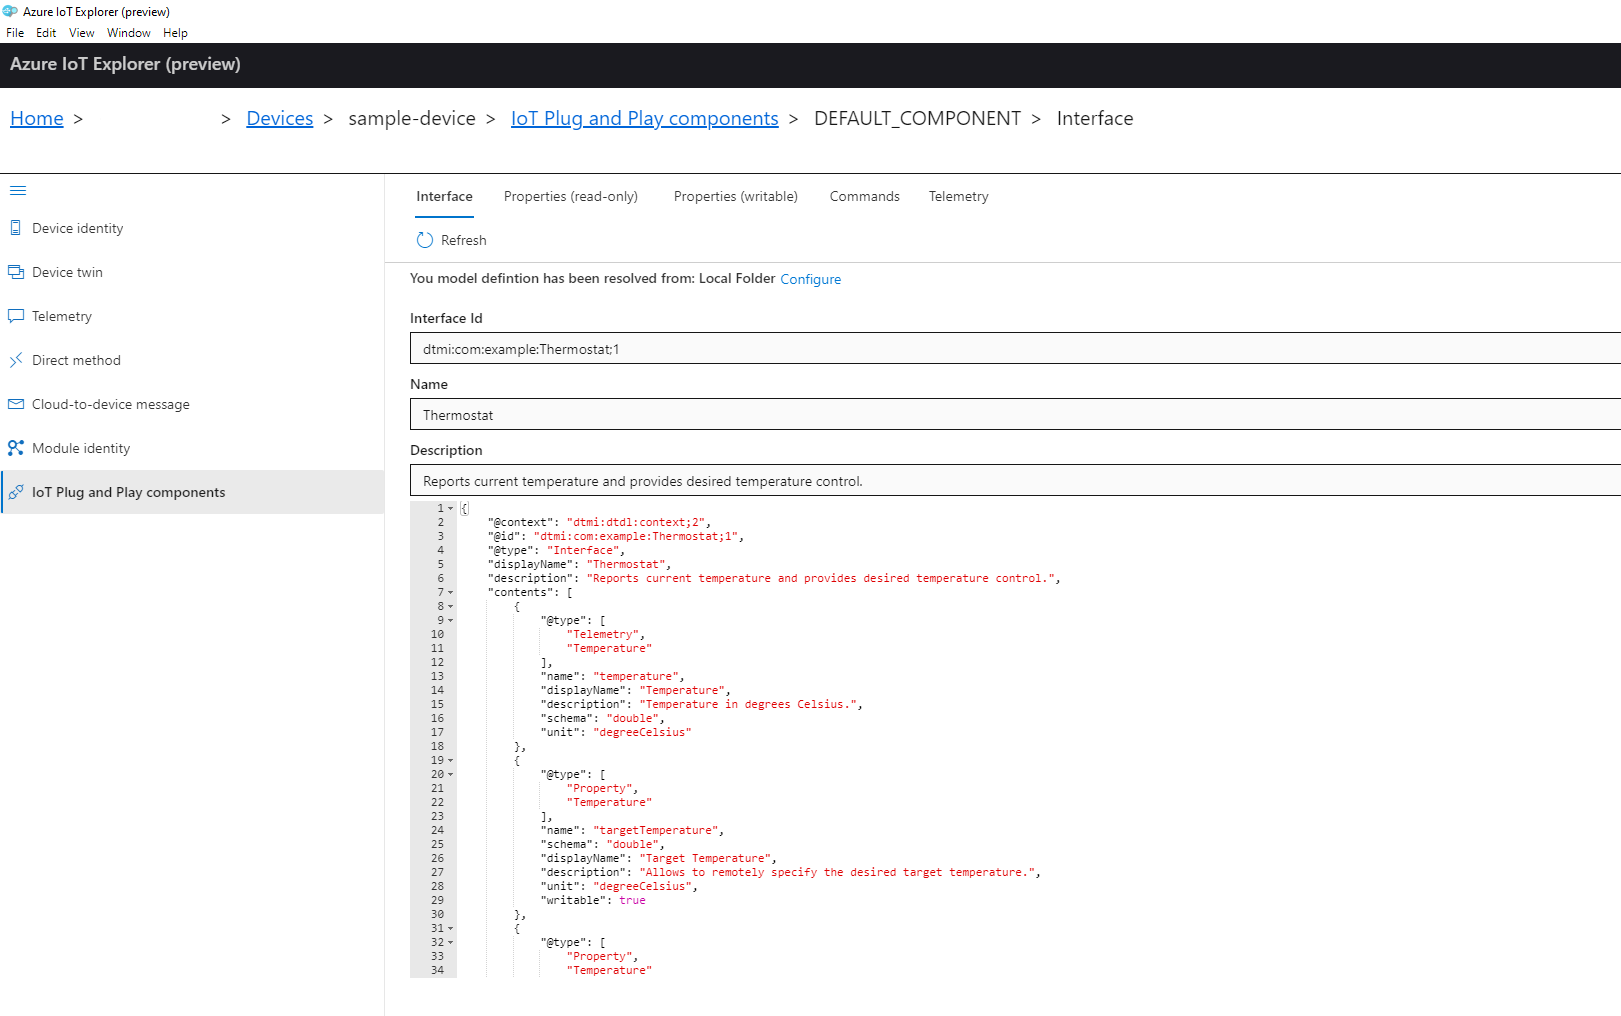 Azure IoT Explorer (preview)
File Edit View Window Help
Azure IoT Explorer (preview)
Home > > Devices > sample-device > IoT Plug and Play components > DEFAULT_COMPONENT > Interface
Device identity
Device twin
Telemetry
Direct method
Cloud-to-device message
Module identity
IoT Plug and Play components
Interface Properties (read-only) Properties (writable) Commands Telemetry
Refresh
You model defintion has been resolved from: Local Folder Configure
Interface Id
dtmi:com:example:Thermostat;1
Name
Thermostat
Description
Reports current temperature and provides desired temperature control.
1 {
2 "@context": "dtmi:dtdl:context;2",
3 "@id": "dtmi:com:example:Thermostat;1",
4 "@type": "Interface",
5 "displayName": "Thermostat",
6 "description": "Reports current temperature and provides desired temperature control.",
7 "contents": [
8 {
9 "@type": [
10 "Telemetry",
11 "Temperature"
12 ],
13 "name": "temperature",
14 "displayName": "Temperature",
15 "description": "Temperature in degrees Celsius.",
16 "schema": "double",
17 "unit": "degreeCelsius"
18 },
19 {
20 "@type": [
21 "Property",
22 "Temperature"
23 ],
24 "name": "targetTemperature",
25 "schema": "double",
26 "displayName": "Target Temperature",
27 "description": "Allows to remotely specify the desired target temperature.",
28 "unit": "degreeCelsius",
29 "writable": true
30 },
31 {
32 "@type": [
33 "Property",
34 "Temperature"